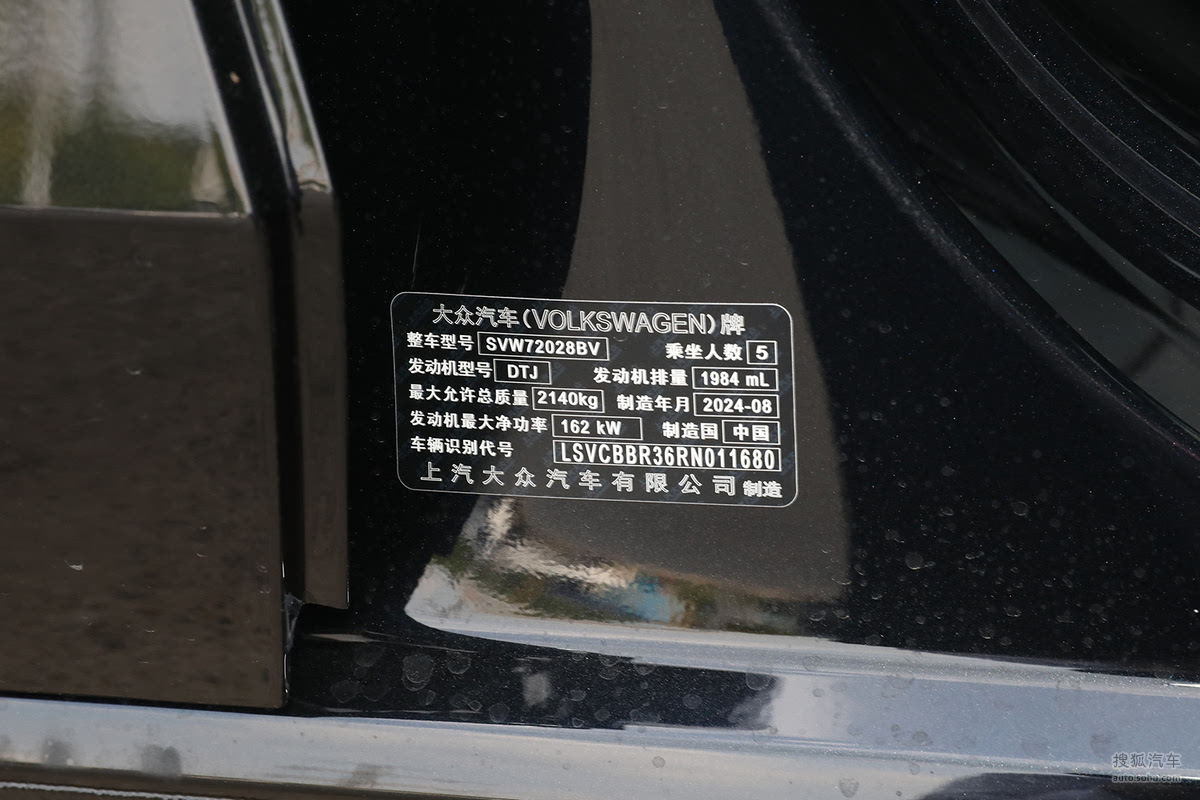 大众汽车(VOLKSWAGEN)牌
整车型号 SVW72028BV 乘坐人数 5
发动机型号 DTJ 发动机排量 1984 mL
最大允许总质量 2140kg 制造年月 2024-08
发动机最大净功率 162 kW 制造国 中国
车辆识别代号 LSVCBBR36RN011680
上汽大众汽车有限公司 制造
搜狐汽车
auto.sohu.com